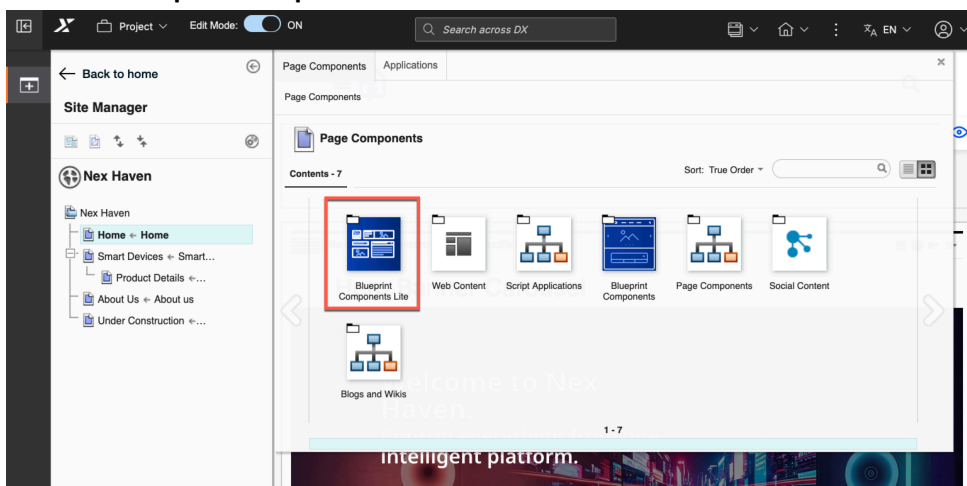 Project
Edit Mode:
ON
Search across DX
EN
Back to home
Site Manager
Nex Haven
Nex Haven
Home ← Home
Smart Devices ← Smart...
Product Details ←...
About Us ← About us
Under Construction ←...
Page Components
Applications
Page Components
Page Components
Contents - 7
Sort: True Order
Blueprint
Components Lite
Web Content
Script Applications
Blueprint
Components
Page Components
Social Content
Blogs and Wikis
Welcome to Nex
Haven.
1 - 7
intelligent platform.